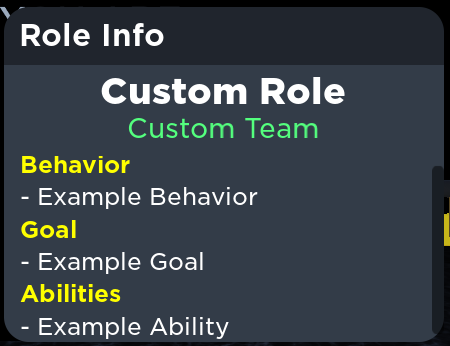 Role Info
Custom Role
Custom Team
Behavior
- Example Behavior
Goal
- Example Goal
Abilities
- Example Ability